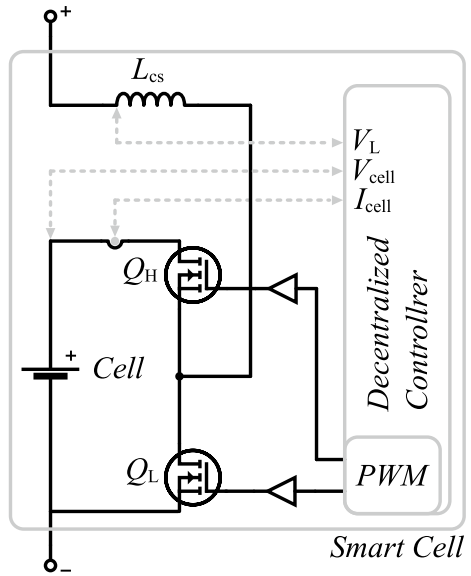 +
Lcs
VL
Vcell
Icell
QH
Decentralized
Controllrer
+
Cell
QL
PWM
Smart Cell
−